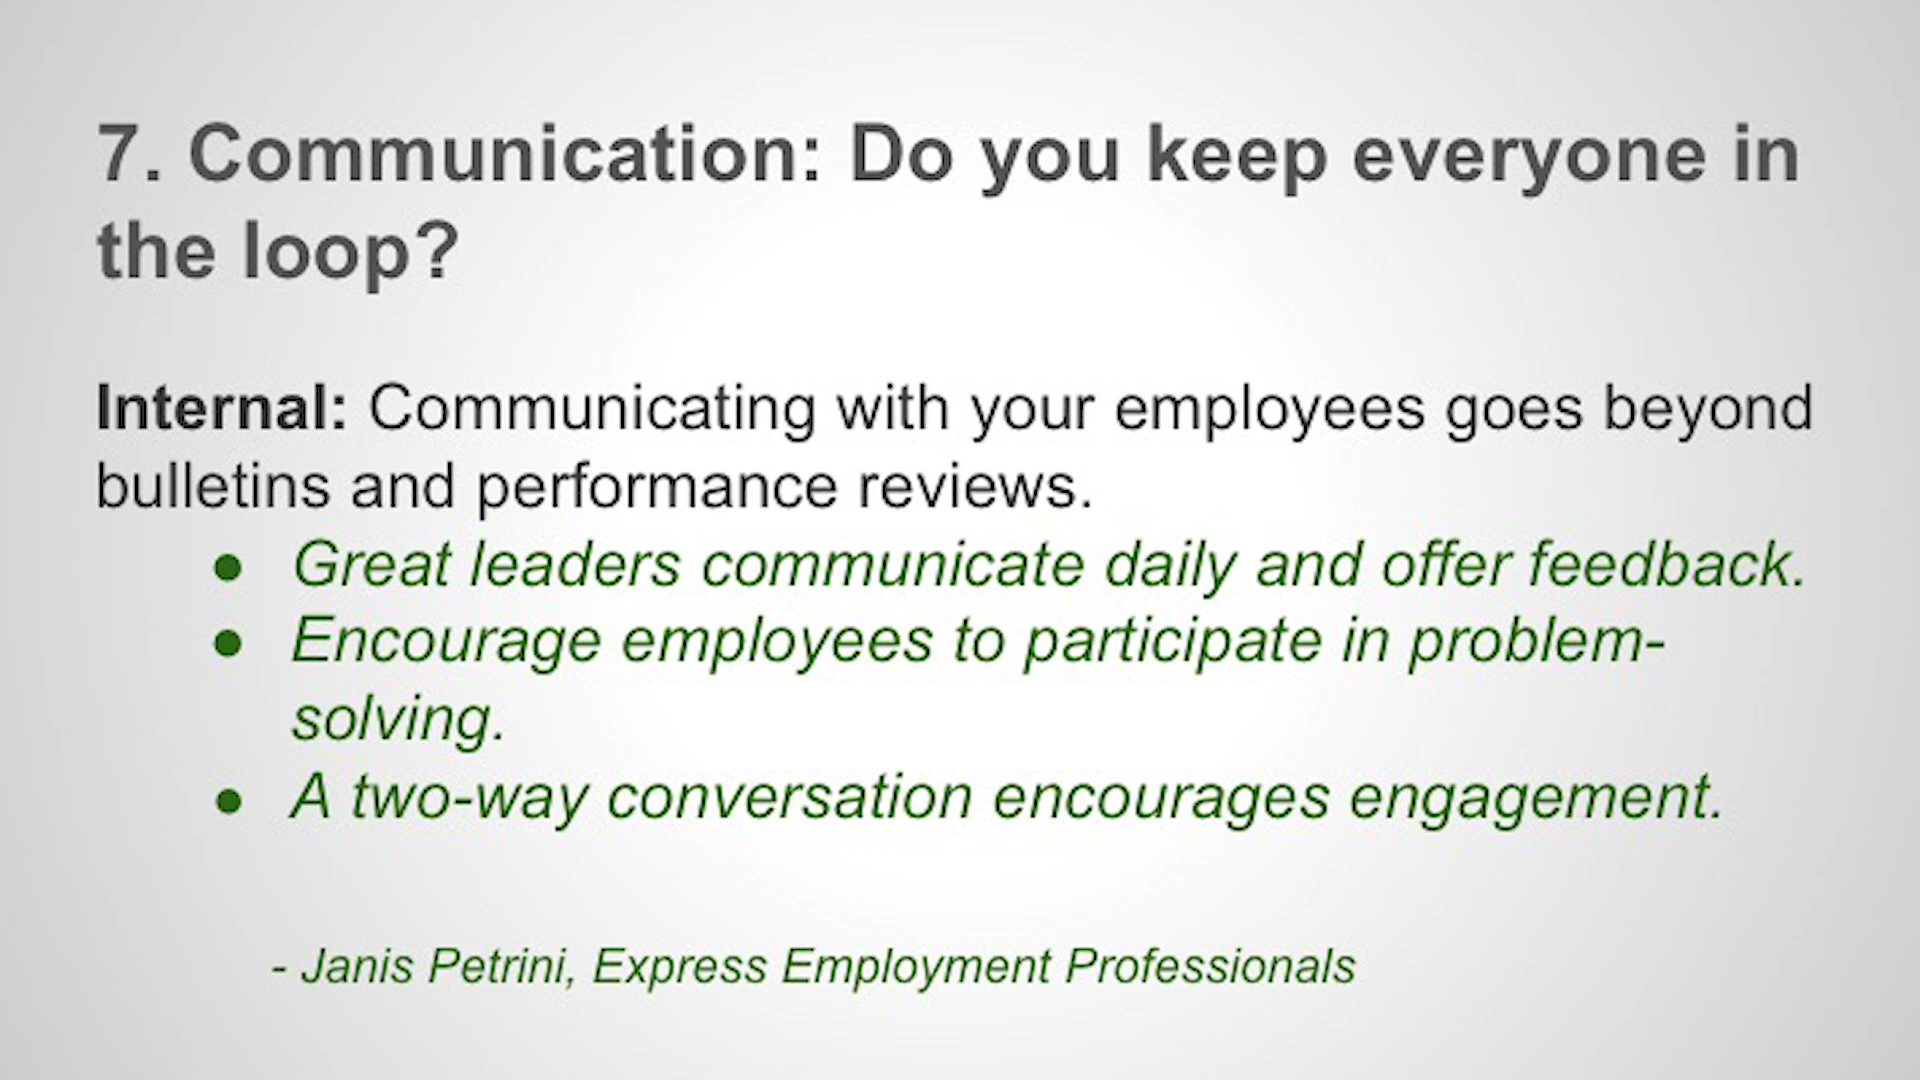 7. Communication: Do you keep everyone in
the loop?
Internal: Communicating with your employees goes beyond
bulletins and performance reviews.
● Great leaders communicate daily and offer feedback.
● Encourage employees to participate in problem-
solving.
● A two-way conversation encourages engagement.
- Janis Petrini, Express Employment Professionals